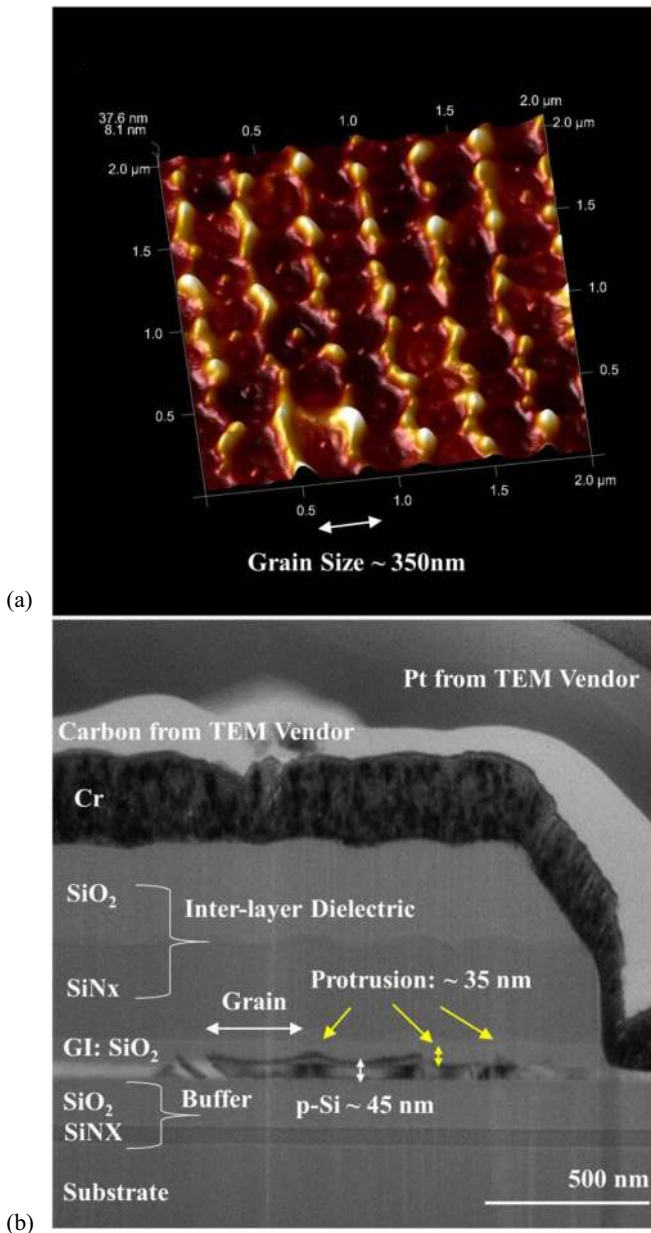 37.6 nm
8.1 nm
2.0 µm
0.5
1.0
1.5
2.0 µm
2.0 µm
1.5
1.0
0.5
1.5
1.0
0.5
0.5
1.0
1.5
2.0 µm
Grain Size ~ 350nm
(a)
Pt from TEM Vendor
Carbon from TEM Vendor
Cr
SiO₂
Inter-layer Dielectric
SiNx
Protrusion: ~ 35 nm
Grain
GI: SiO₂
SiO₂
Buffer
p-Si ~ 45 nm
SiNX
500 nm
Substrate
(b)